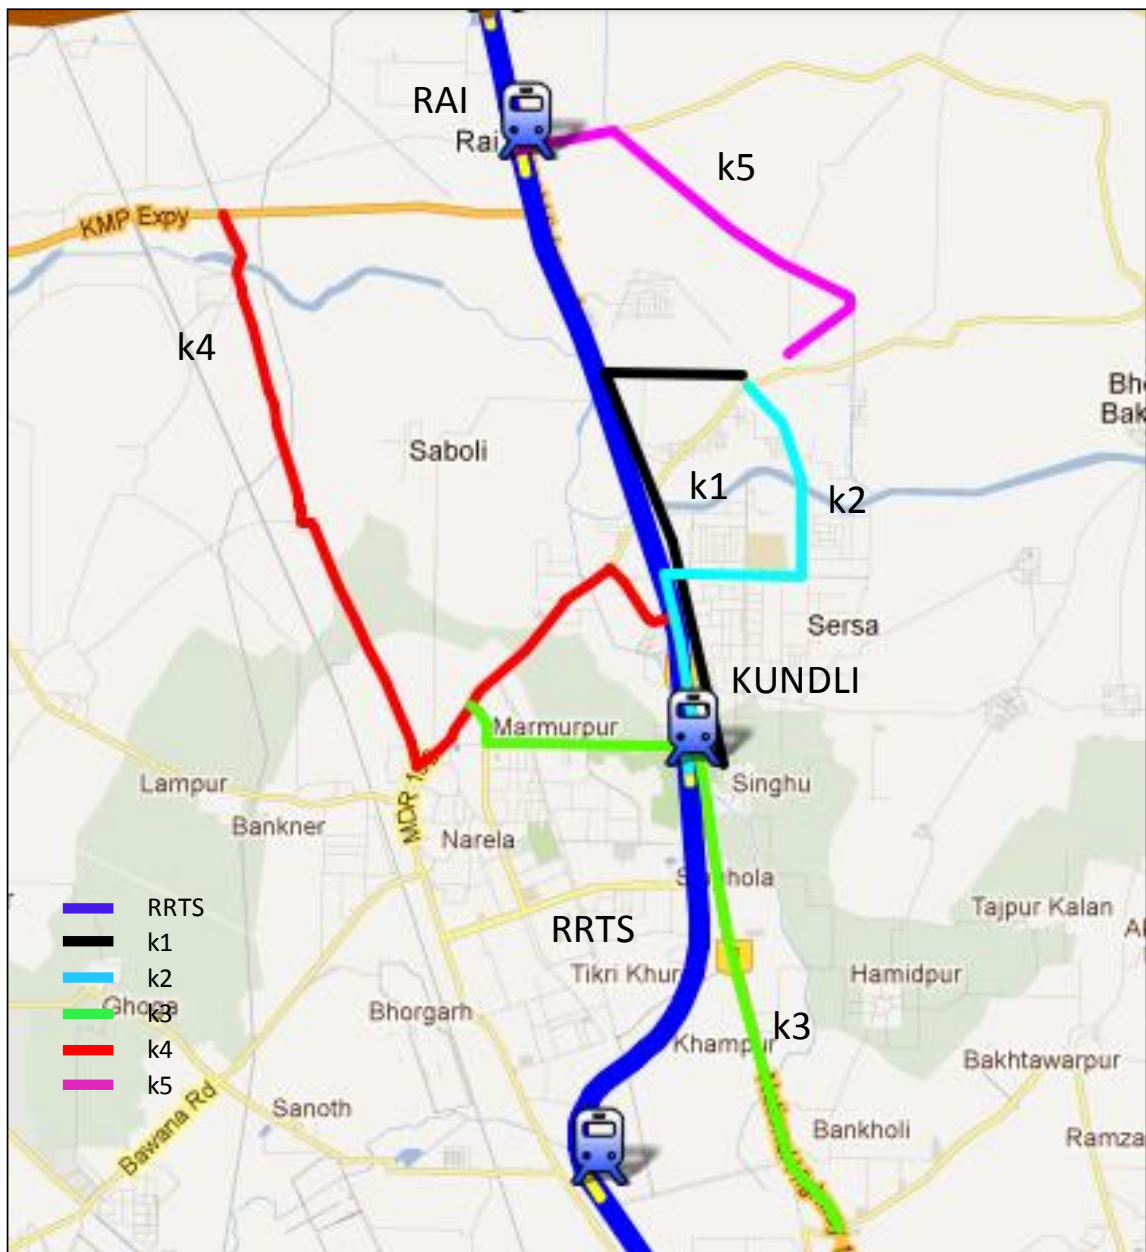 RAI
Rai
k5
KMP Expy
k4
Bh
Bak
Saboli
k1
k2
Sersa
KUNDLI
Marmurpur
Singhu
Lampur
MDR
Bankner
Narela
RRTS
k1
k2
k3
k4
k5
RRTS
Tajpur Kalan
Tikri Khur
Hamidpur
Bhorgarh
k3
Khampur
Bakhtawarpur
Sanoth
Bawana Rd
Bankholi
Ramza